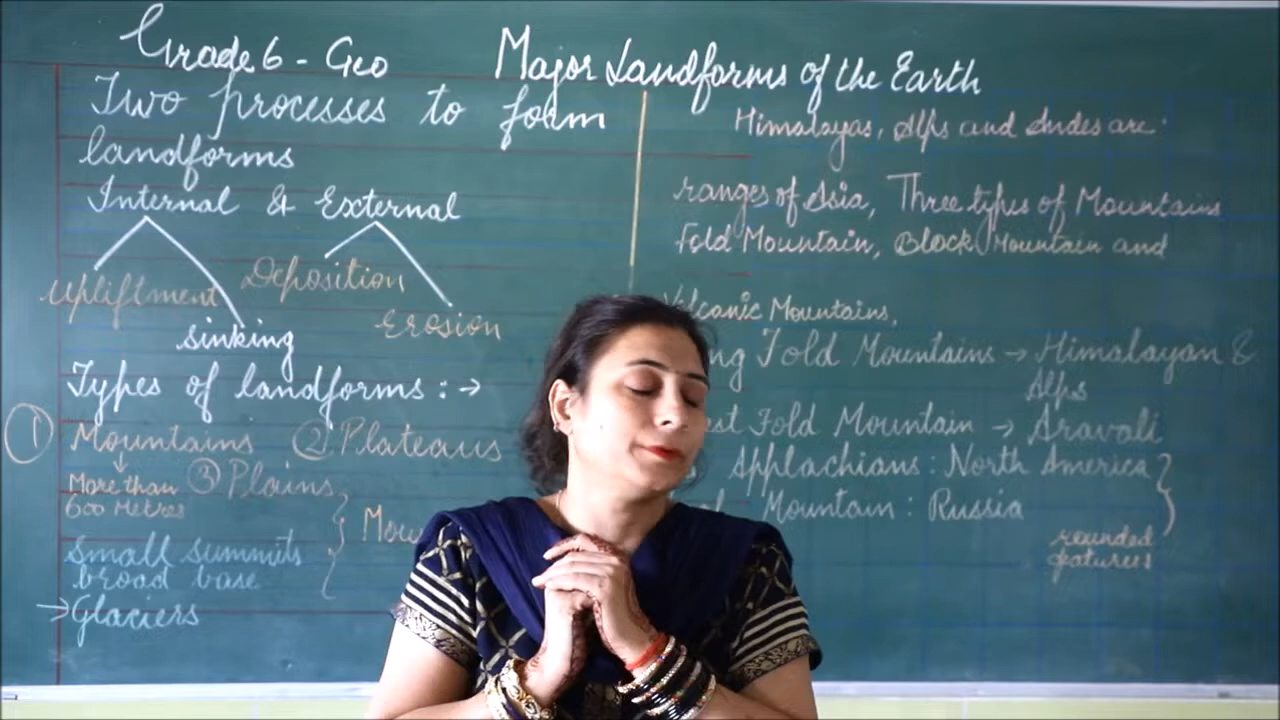 Grade 6 - Geo
Major Landforms of the Earth
Two processes to form
landforms
Internal & External
Upliftment
Deposition
sinking
Erosion
Types of landforms : →
① Mountains ② Plateaus
↓
More than
600 Metres
③ Plains
Small summits
broad base
→ Glaciers
Himalayas, Alps and Andes are
ranges of Asia, Three types of Mountains
Fold Mountain, Block Mountain and
Volcanic Mountains,
Fold Mountains → Himalayan &
Alps
Fold Mountain → Aravali
Applachians : North America
Mountain : Russia
rounded
features